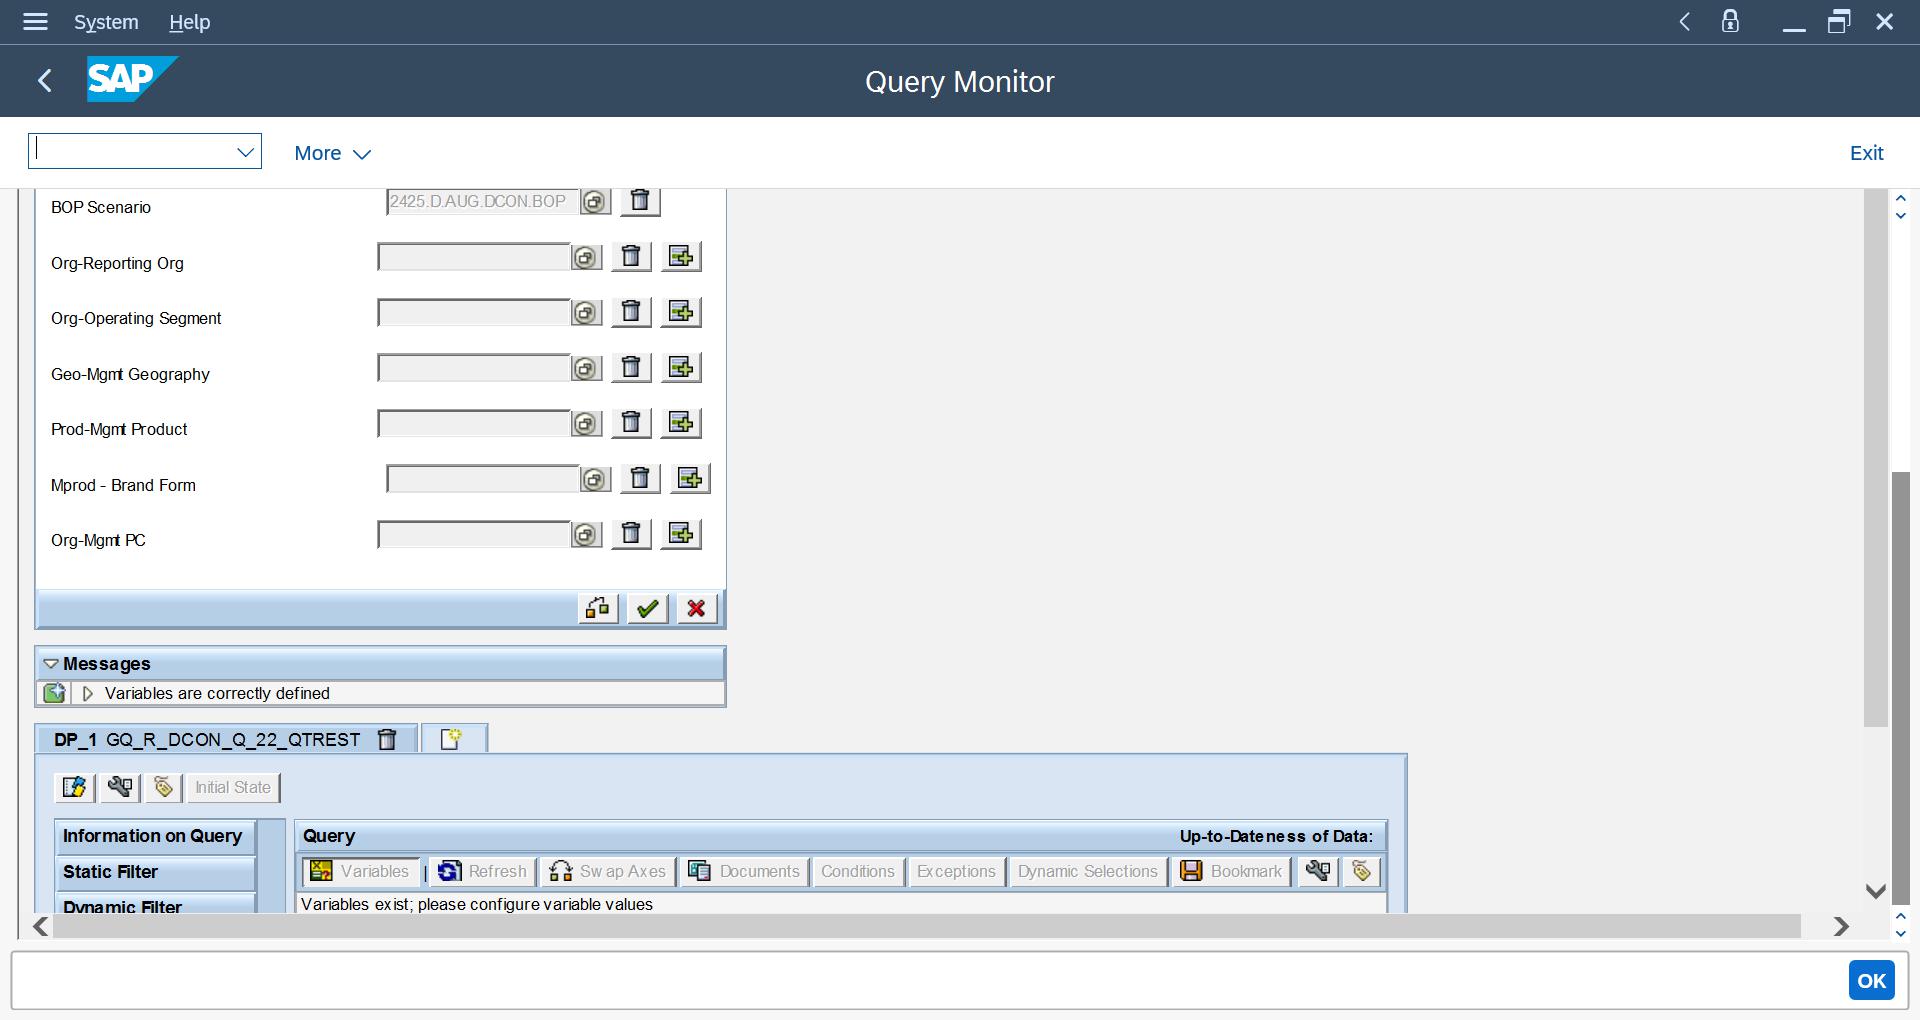 System Help
SAP Query Monitor
More Exit
BOP Scenario 2425.D.AUG.DCON.BOP
Org-Reporting Org
Org-Operating Segment
Geo-Mgmt Geography
Prod-Mgmt Product
Mprod - Brand Form
Org-Mgmt PC
Messages
Variables are correctly defined
DP_1 GQ_R_DCON_Q_22_QTREST
Initial State
Information on Query
Static Filter
Dynamic Filter
Query Up-to-Dateness of Data:
Variables | Refresh Swap Axes Documents Conditions Exceptions Dynamic Selections Bookmark
Variables exist; please configure variable values
OK